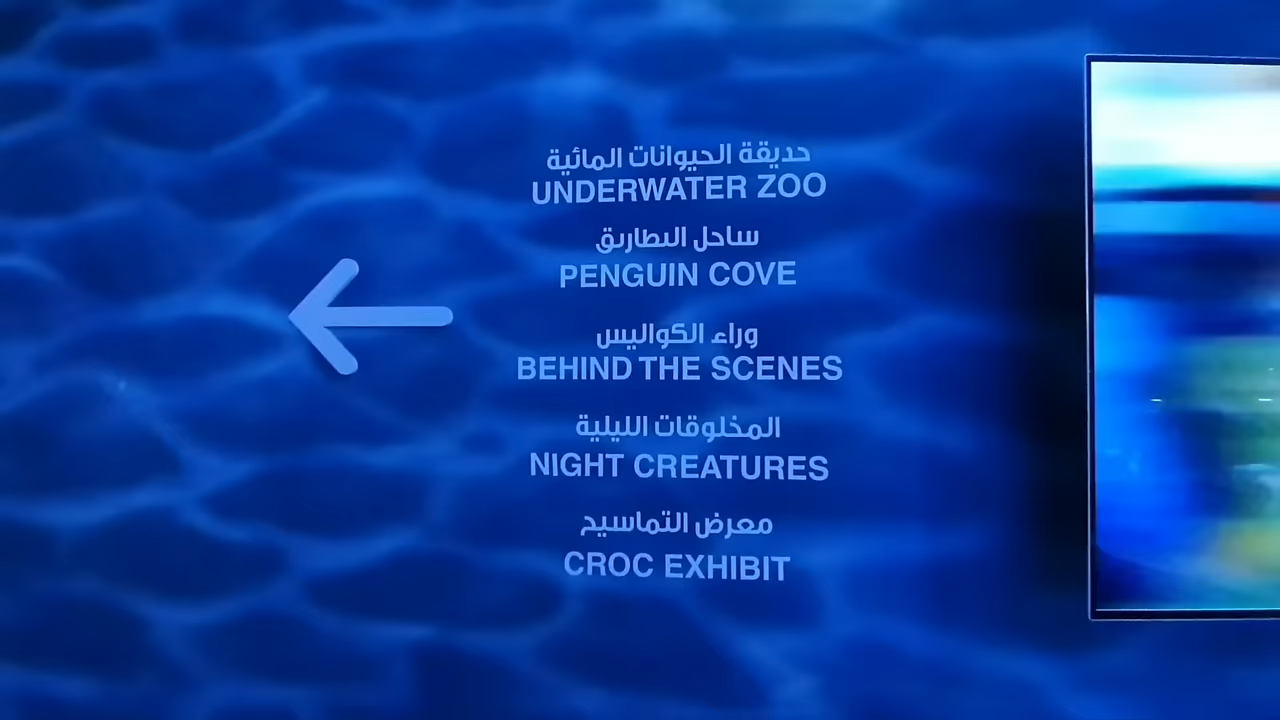 حديقة الحيوانات المائية
UNDERWATER ZOO
ساحل البطاريق
PENGUIN COVE
وراء الكواليس
BEHIND THE SCENES
المخلوقات الليلية
NIGHT CREATURES
معرض التماسيح
CROC EXHIBIT